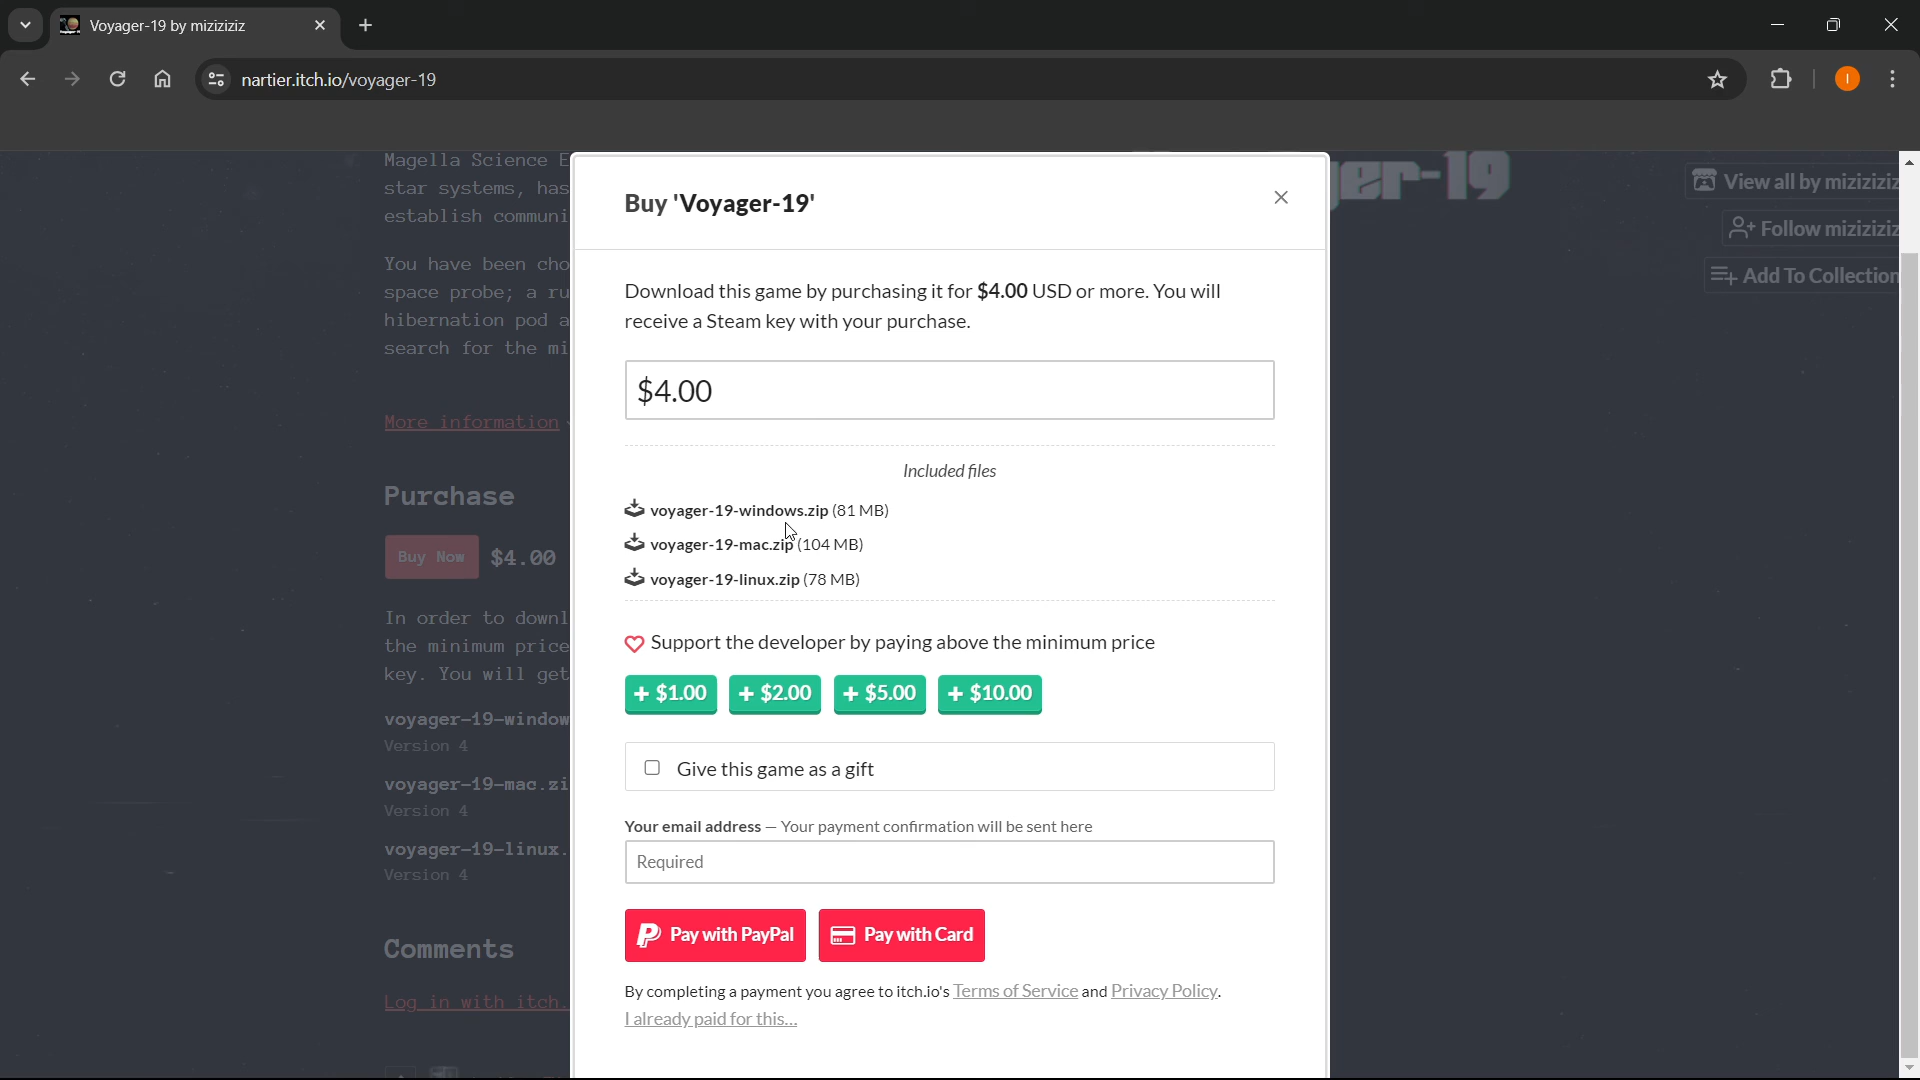 Voyager-19 by miziziziz
nartier.itch.io/voyager-19
I
Magella Science E
star systems, has
establish communi
You have been cho
space probe; a ru
hibernation pod a
search for the mi
More information
Purchase
Buy Now $4.00
In order to downl
the minimum price
key. You will get
voyager-19-window
Version 4
voyager-19-mac.zi
Version 4
voyager-19-linux.
Version 4
Comments
Log in with itch.
Buy 'Voyager-19'
Download this game by purchasing it for $4.00 USD or more. You will
receive a Steam key with your purchase.
$4.00
Included files
voyager-19-windows.zip (81 MB)
voyager-19-mac.zip (104 MB)
voyager-19-linux.zip (78 MB)
Support the developer by paying above the minimum price
+ $1.00 + $2.00 + $5.00 + $10.00
Give this game as a gift
Your email address — Your payment confirmation will be sent here
Required
Pay with PayPal Pay with Card
By completing a payment you agree to itch.io's Terms of Service and Privacy Policy.
I already paid for this...
ger-19
View all by miziziziz
Follow miziziziz
Add To Collection